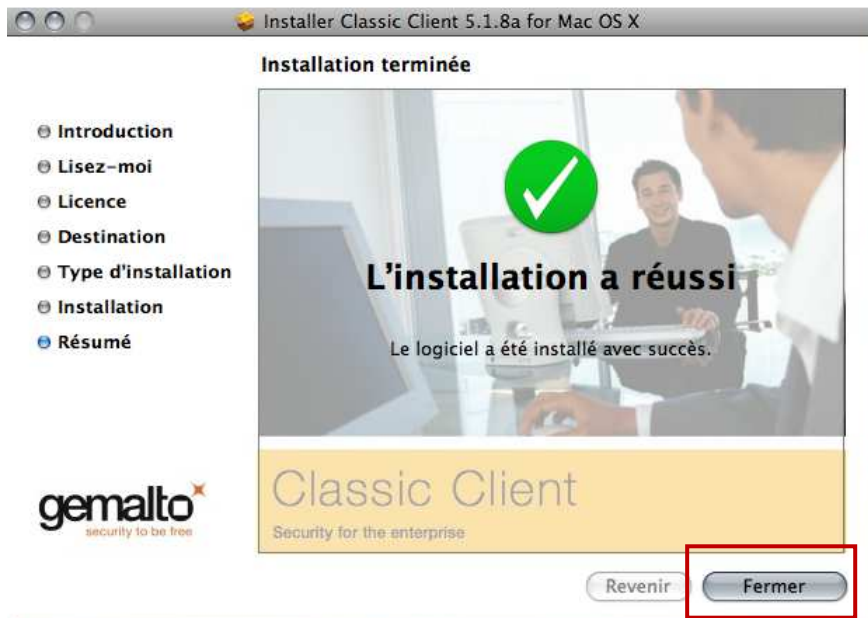 Installer Classic Client 5.1.8a for Mac OS X
Installation terminée
Introduction
Lisez-moi
Licence
Destination
Type d'installation
Installation
Résumé
L'installation a réussi
Le logiciel a été installé avec succès.
gemalto
security to be free
Classic Client
Security for the enterprise
Revenir
Fermer